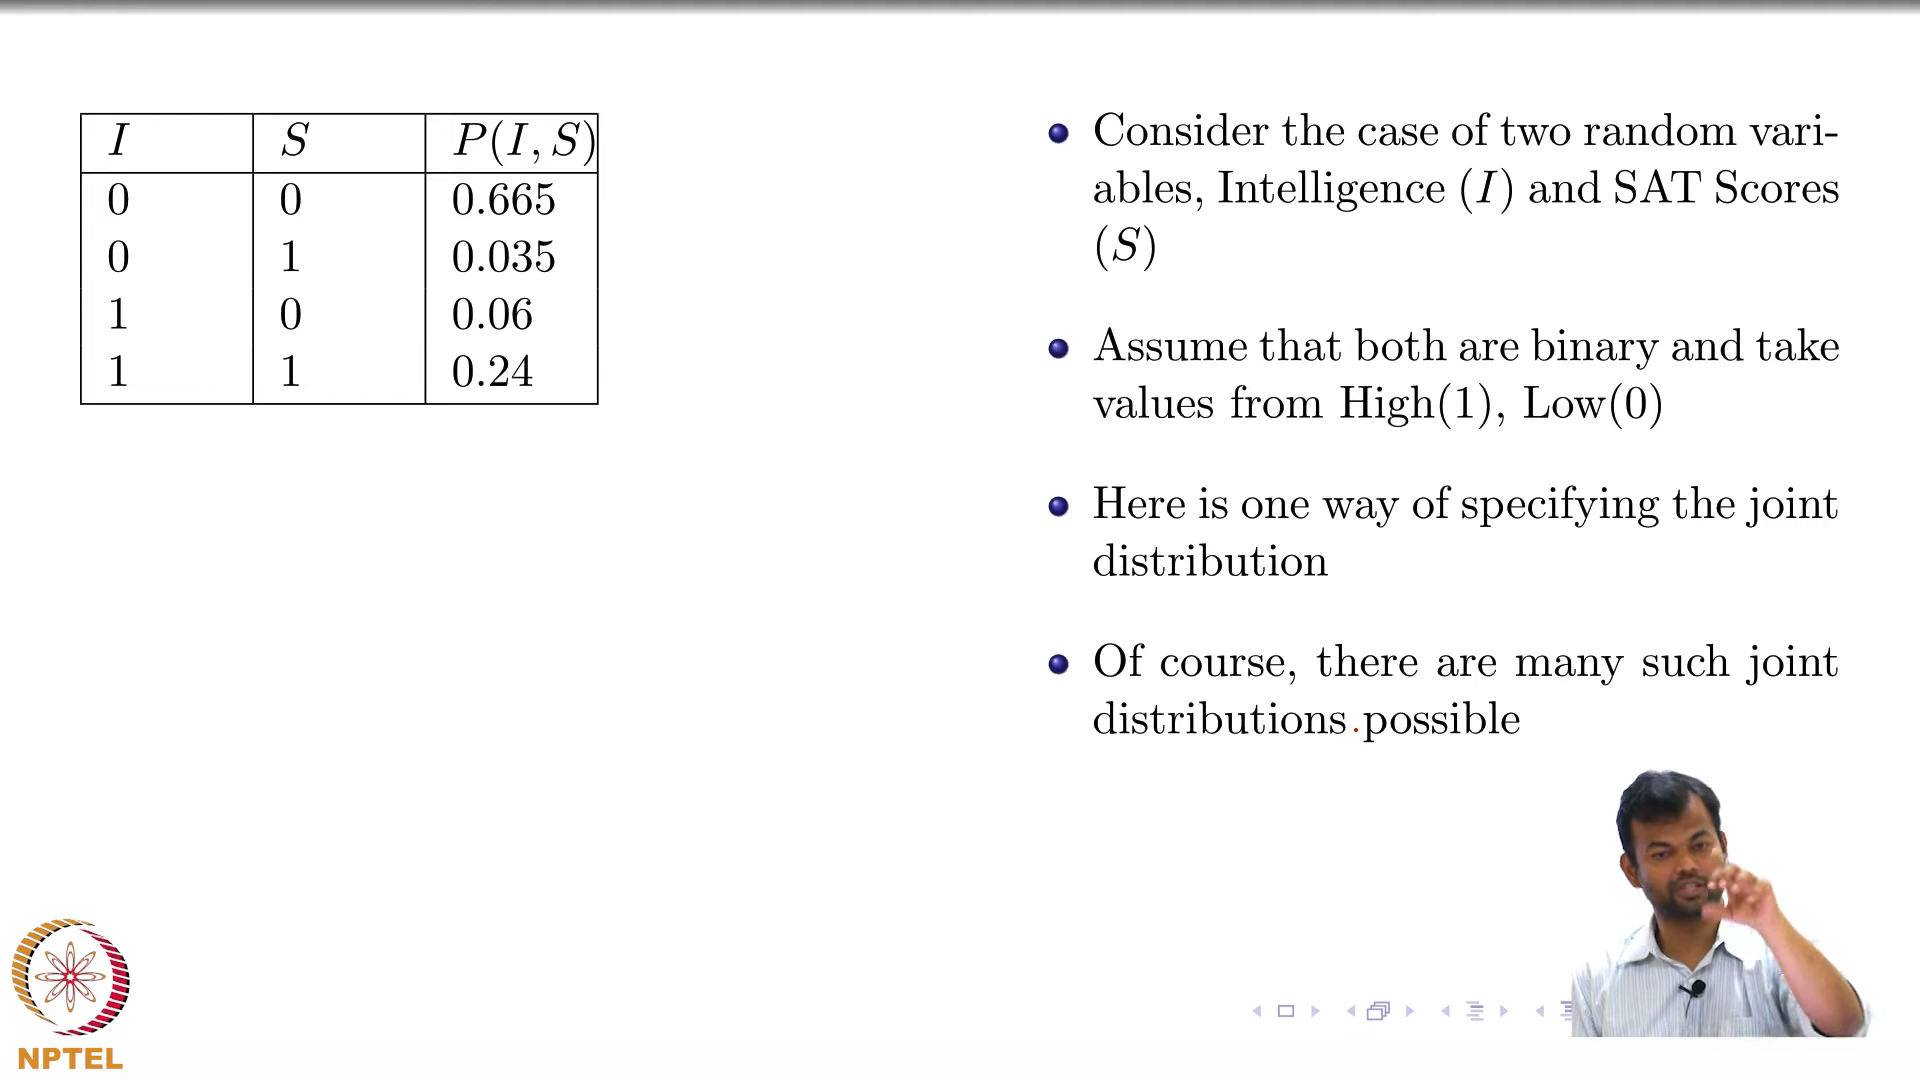 I S P(I, S)
0 0 0.665
0 1 0.035
1 0 0.06
1 1 0.24
Consider the case of two random vari-
ables, Intelligence (I) and SAT Scores
(S)
Assume that both are binary and take
values from High(1), Low(0)
Here is one way of specifying the joint
distribution
Of course, there are many such joint
distributions possible
NPTEL